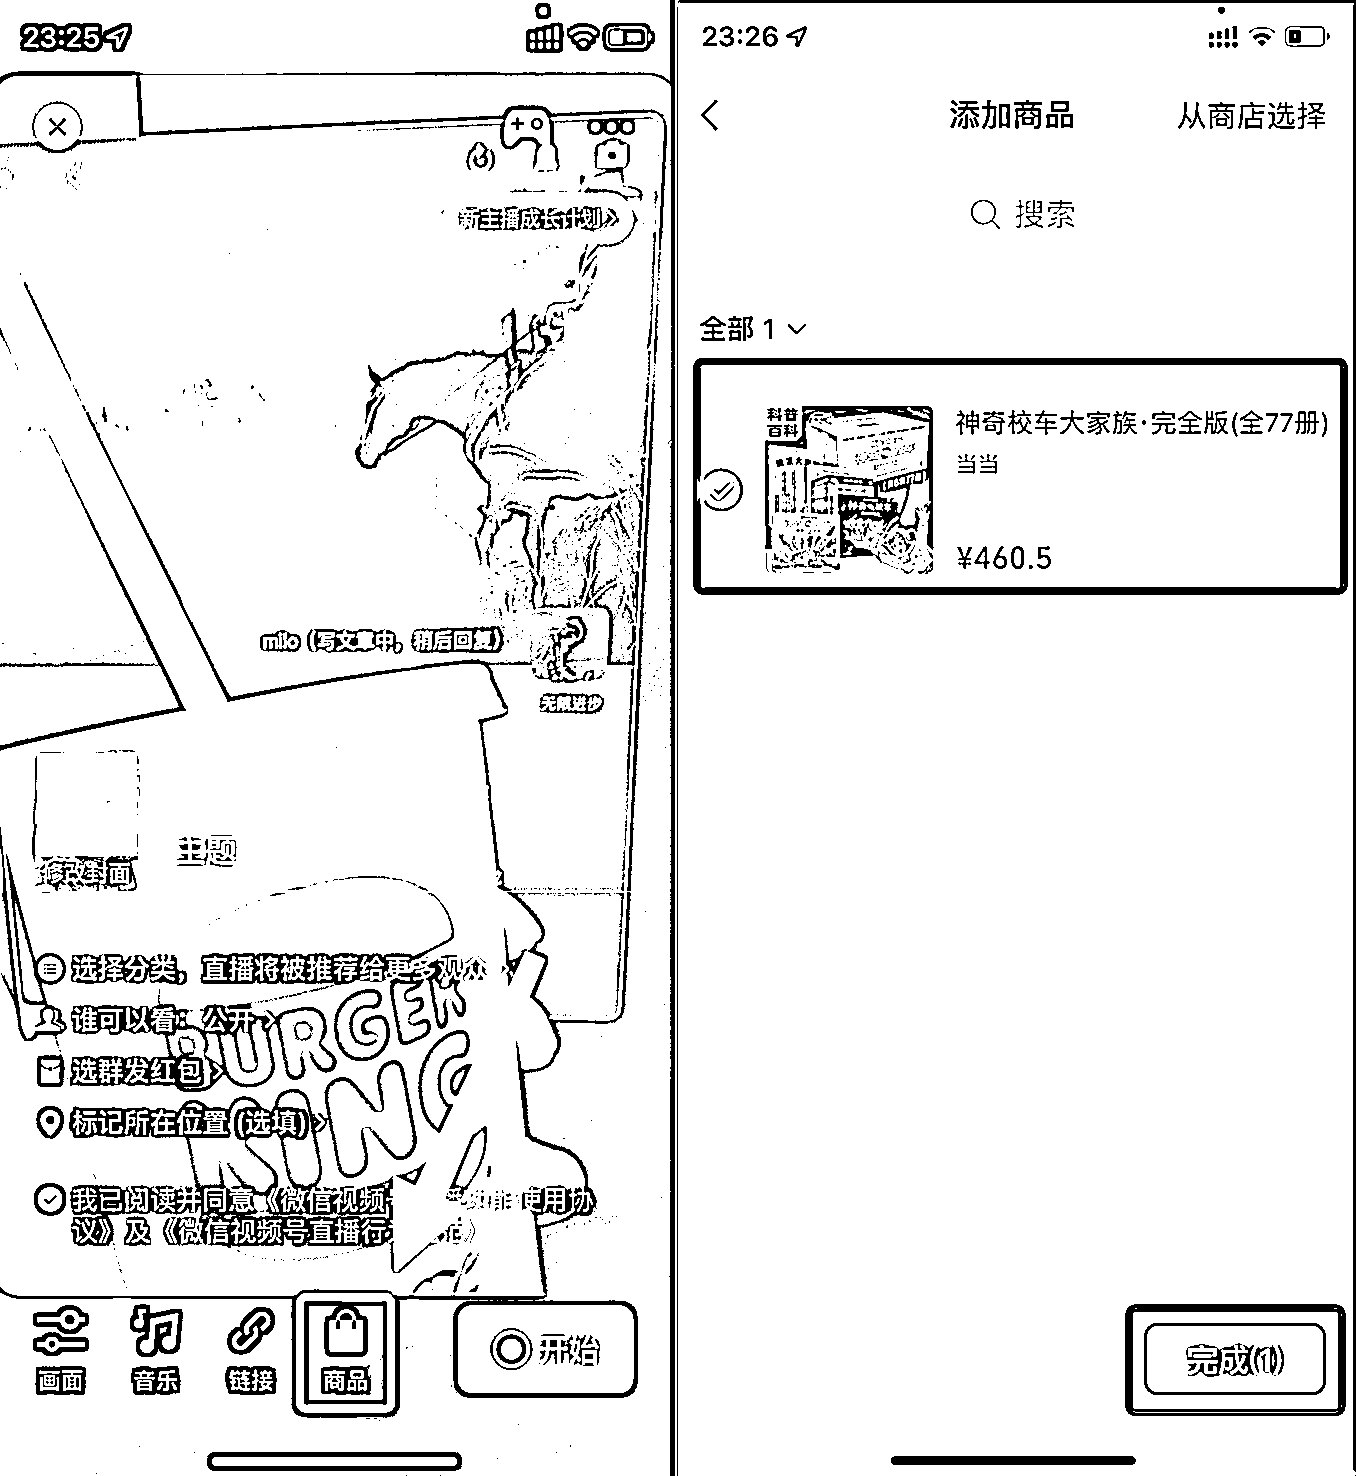 23:25
新主播成长计划
milo（写文章中，稍后回复）
无限进步
修改封面
主题
选择分类，直播将被推荐给更多观众
谁可以看：公开
选群发红包
标记所在位置 (选填)
BURGER
KING
我已阅读并同意《微信视频号 功能使用协
议》及《微信视频号直播行
画面
音乐
链接
商品
开始
23:26
添加商品
从商店选择
搜索
全部 1
科普
百科
神奇校车大家族·完全版(全77册)
当当
¥460.5
完成(1)